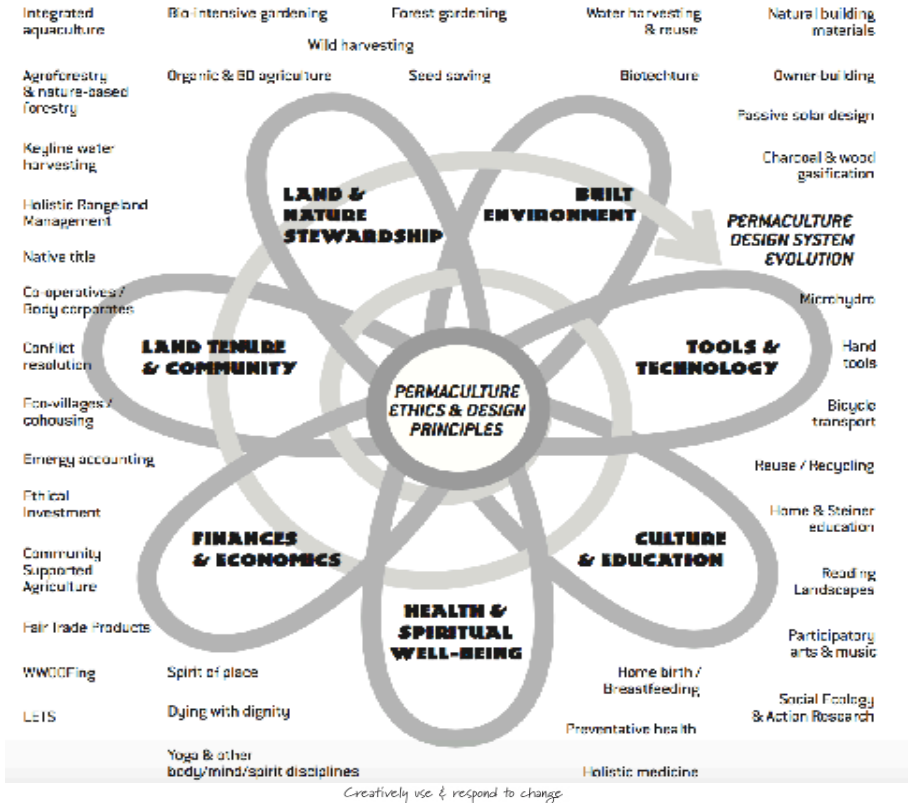 Integrated
aquaculture
Bio-intensive gardening
Forest gardening
Water harvesting
& reuse
Natural building
materials
Wild harvesting
Agroforestry
& nature-based
forestry
Organic & BD agriculture
Seed saving
Biotechture
Owner building
Passive solar design
Keyline water
harvesting
Charcoal & wood
gasification
LAND &
NATURE
STEWARDSHIP
BUILT
ENVIRONMENT
Holistic Rangeland
Management
PERMACULTURE
DESIGN SYSTEM
EVOLUTION
Native title
Co-operatives /
Body corporates
Microhydro
Conflict
resolution
LAND TENURE
& COMMUNITY
TOOLS &
TECHNOLOGY
Hand
tools
PERMACULTURE
ETHICS & DESIGN
PRINCIPLES
Eco-villages /
cohousing
Bicycle
transport
Emergy accounting
Reuse / Recycling
Ethical
Investment
Home & Steiner
education
FINANCES
& ECONOMICS
CULTURE
& EDUCATION
Community
Supported
Agriculture
Reading
Landscapes
HEALTH &
SPIRITUAL
WELL-BEING
Fair Trade Products
Participatory
arts & music
WWOOFing
Spirit of place
Home birth /
Breastfeeding
LETS
Dying with dignity
Social Ecology
& Action Research
Preventative health
Yoga & other
body/mind/spirit disciplines
Holistic medicine
Creatively use & respond to change